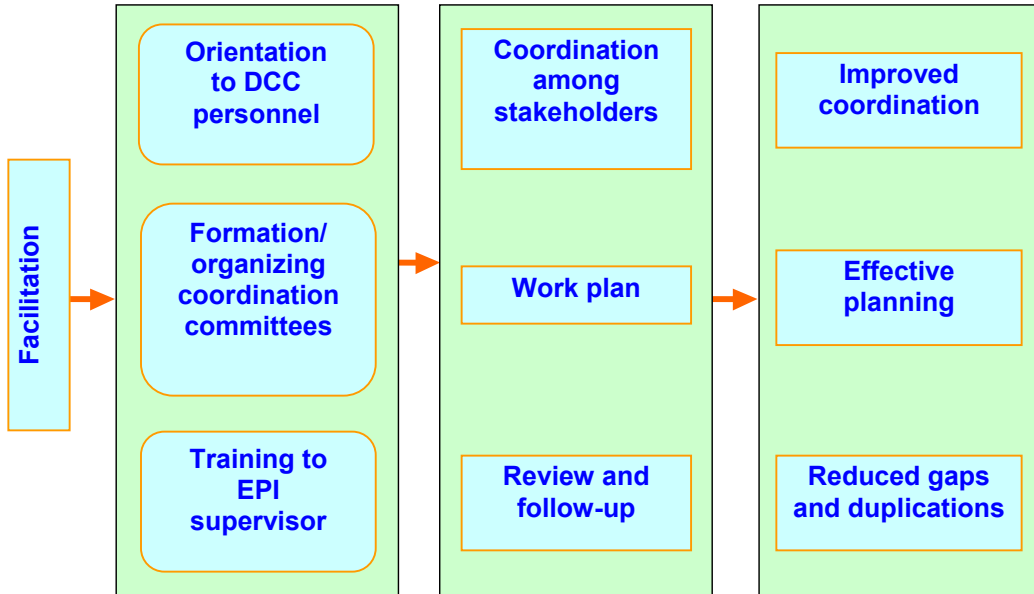 Facilitation
Orientation
to DCC
personnel
Formation/
organizing
coordination
committees
Training to
EPI
supervisor
Coordination
among
stakeholders
Work plan
Review and
follow-up
Improved
coordination
Effective
planning
Reduced gaps
and duplications